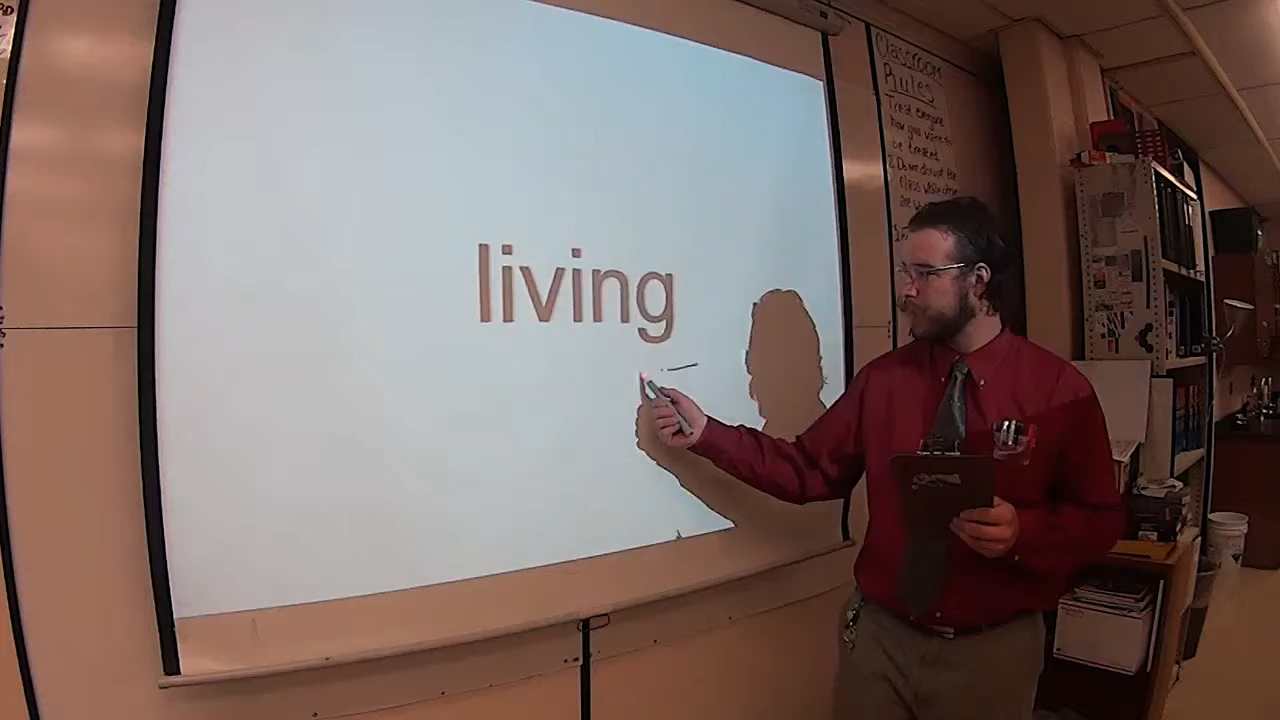 living
Classroom
Rules
Treat everyone
how you want to
be treated
2. Do not disrupt the
class while others
are